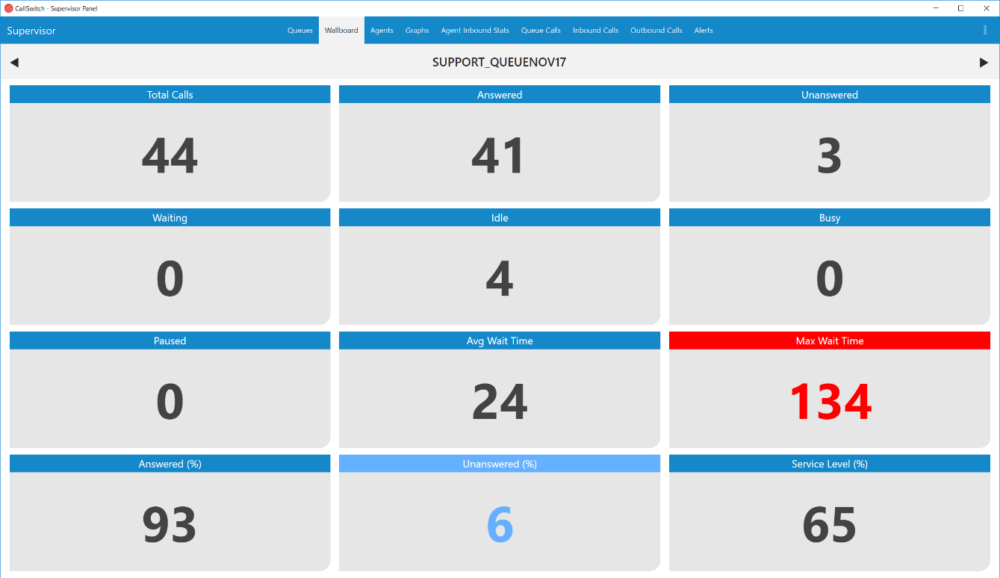 CallSwitch - Supervisor Panel
Supervisor
Queues Wallboard Agents Graphs Agent Inbound Stats Queue Calls Inbound Calls Outbound Calls Alerts
SUPPORT_QUEUENOV17
Total Calls Answered Unanswered
44 41 3
Waiting Idle Busy
0 4 0
Paused Avg Wait Time Max Wait Time
0 24 134
Answered (%) Unanswered (%) Service Level (%)
93 6 65